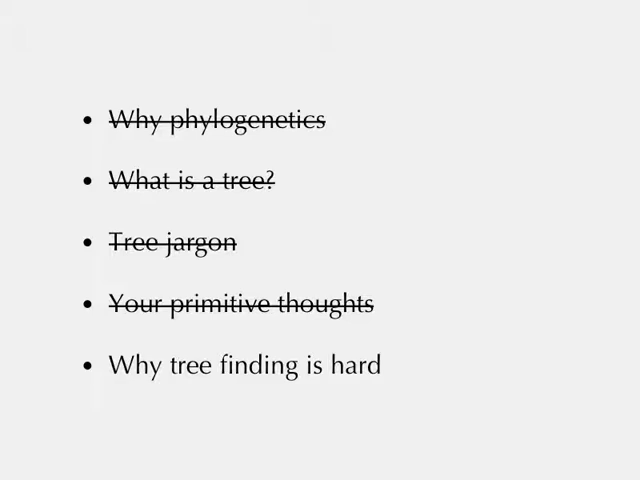 • Why phylogenetics
• What is a tree?
• Tree jargon
• Your primitive thoughts
• Why tree finding is hard